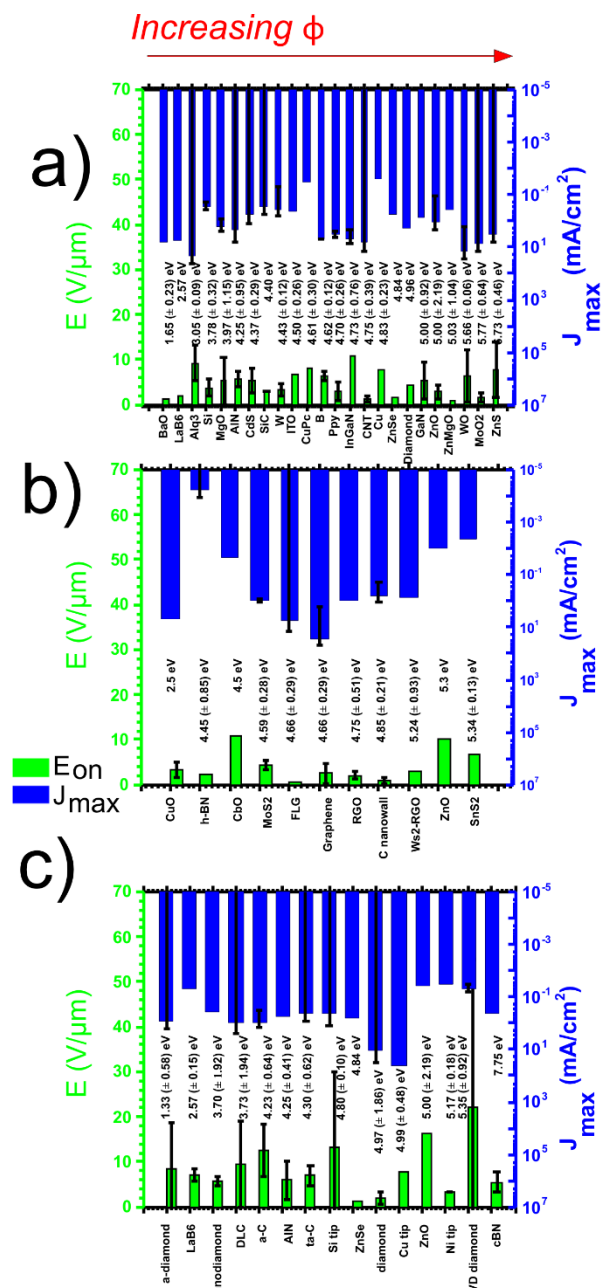 Increasing ϕ
a)
E (V/µm)
70
60
50
40
30
20
10
0
10⁻⁵
10⁻³
10⁻¹
10¹
10³
10⁵
10⁷
J max (mA/cm²)
1.65 (± 0.23) eV
2.57 eV
3.05 (± 0.09) eV
3.78 (± 0.32) eV
3.97 (± 1.15) eV
4.25 (± 0.95) eV
4.37 (± 0.29) eV
4.40 eV
4.43 (± 0.12) eV
4.50 (± 0.26) eV
4.61 (± 0.30) eV
4.62 (± 0.12) eV
4.70 (± 0.26) eV
4.73 (± 0.76) eV
4.75 (± 0.39) eV
4.83 (± 0.23) eV
4.84 eV
4.96 eV
5.00 (± 0.92) eV
5.00 (± 2.19) eV
5.03 (± 1.04) eV
5.66 (± 0.06) eV
5.77 (± 0.64) eV
6.73 (± 0.46) eV
BaO
LaB6
Alq3
Si
MgO
AlN
CdS
SiC
W
ITO
CuPc
B
Ppy
InGaN
CNT
Cu
ZnSe
Diamond
GaN
ZnO
ZnMgO
WO
MoO2
ZnS
b)
E (V/µm)
70
60
50
40
30
20
10
0
10⁻⁵
10⁻³
10⁻¹
10¹
10³
10⁵
10⁷
J max (mA/cm²)
2.5 eV
4.45 (± 0.85) eV
4.5 eV
4.59 (± 0.28) eV
4.66 (± 0.29) eV
4.66 (± 0.29) eV
4.75 (± 0.51) eV
4.85 (± 0.21) eV
5.24 (± 0.93) eV
5.3 eV
5.34 (± 0.13) eV
CuO
h-BN
CbO
MoS2
FLG
Graphene
RGO
C nanowall
Ws2-RGO
ZnO
SnS2
E on
J max
c)
E (V/µm)
70
60
50
40
30
20
10
0
10⁻⁵
10⁻³
10⁻¹
10¹
10³
10⁵
10⁷
J max (mA/cm²)
1.33 (± 0.58) eV
2.57 (± 0.15) eV
3.70 (± 1.92) eV
3.73 (± 1.94) eV
4.23 (± 0.64) eV
4.25 (± 0.41) eV
4.30 (± 0.62) eV
4.80 (± 0.10) eV
4.84 eV
4.97 (± 1.86) eV
4.99 (± 0.48) eV
5.00 (± 2.19) eV
5.17 (± 0.18) eV
5.35 (± 0.92) eV
7.75 eV
a-diamond
LaB6
nodiamond
DLC
a-C
AlN
ta-C
Si tip
ZnSe
diamond
Cu tip
ZnO
Ni tip
/D diamond
cBN